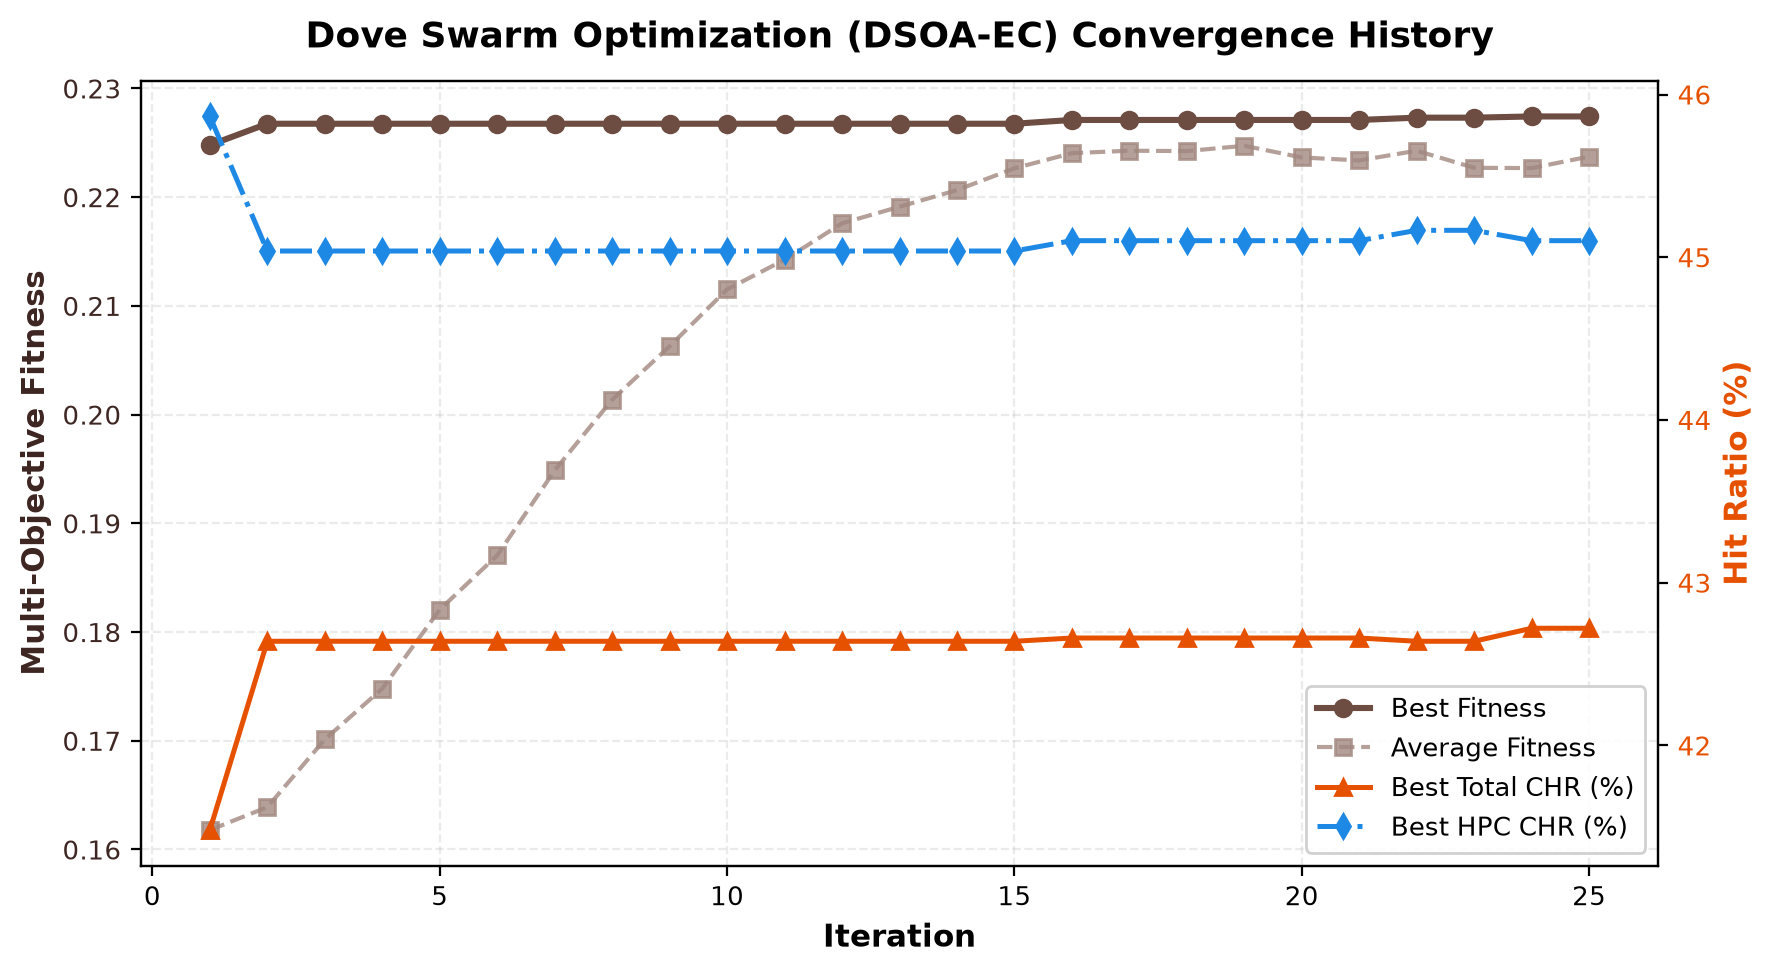 Dove Swarm Optimization (DSOA-EC) Convergence History
Multi-Objective Fitness
0.23
0.22
0.21
0.20
0.19
0.18
0.17
0.16
46
45
44
43
42
Hit Ratio (%)
Best Fitness
Average Fitness
Best Total CHR (%)
Best HPC CHR (%)
0 5 10 15 20 25
Iteration